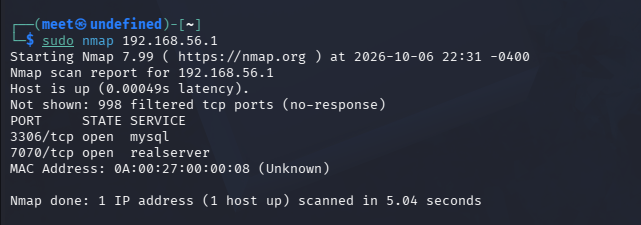 ┌──(meet㉿undefined)-[~]
└─$ sudo nmap 192.168.56.1
Starting Nmap 7.99 ( https://nmap.org ) at 2026-10-06 22:31 -0400
Nmap scan report for 192.168.56.1
Host is up (0.00049s latency).
Not shown: 998 filtered tcp ports (no-response)
PORT     STATE SERVICE
3306/tcp open  mysql
7070/tcp open  realserver
MAC Address: 0A:00:27:00:00:08 (Unknown)

Nmap done: 1 IP address (1 host up) scanned in 5.04 seconds